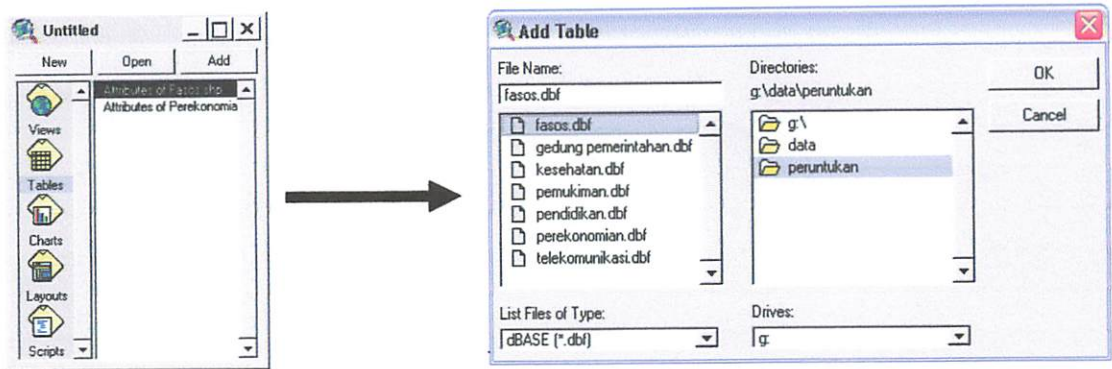 Untitled
New Open Add
Attributes of Fasos.shp
Attributes of Perekonomia
Views
Tables
Charts
Layouts
Scripts
Add Table
File Name:
fasos.dbf
fasos.dbf
gedung pemerintahan.dbf
kesehatan.dbf
pemukiman.dbf
pendidikan.dbf
perekonomian.dbf
telekomunikasi.dbf
List Files of Type:
dBASE (*.dbf)
Directories:
g:\data\peruntukan
g:\
data
peruntukan
Drives:
g:
OK
Cancel